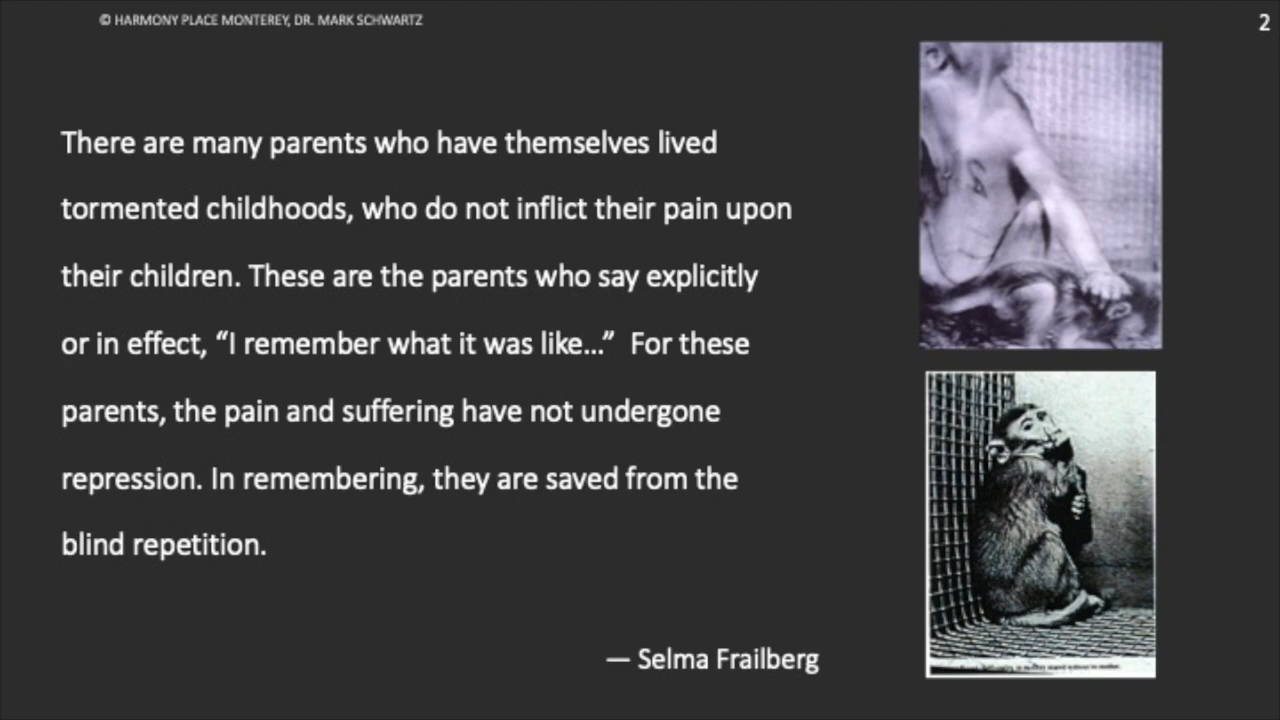 © HARMONY PLACE MONTEREY, DR. MARK SCHWARTZ
2
There are many parents who have themselves lived
tormented childhoods, who do not inflict their pain upon
their children. These are the parents who say explicitly
or in effect, “I remember what it was like…”  For these
parents, the pain and suffering have not undergone
repression. In remembering, they are saved from the
blind repetition.
— Selma Frailberg